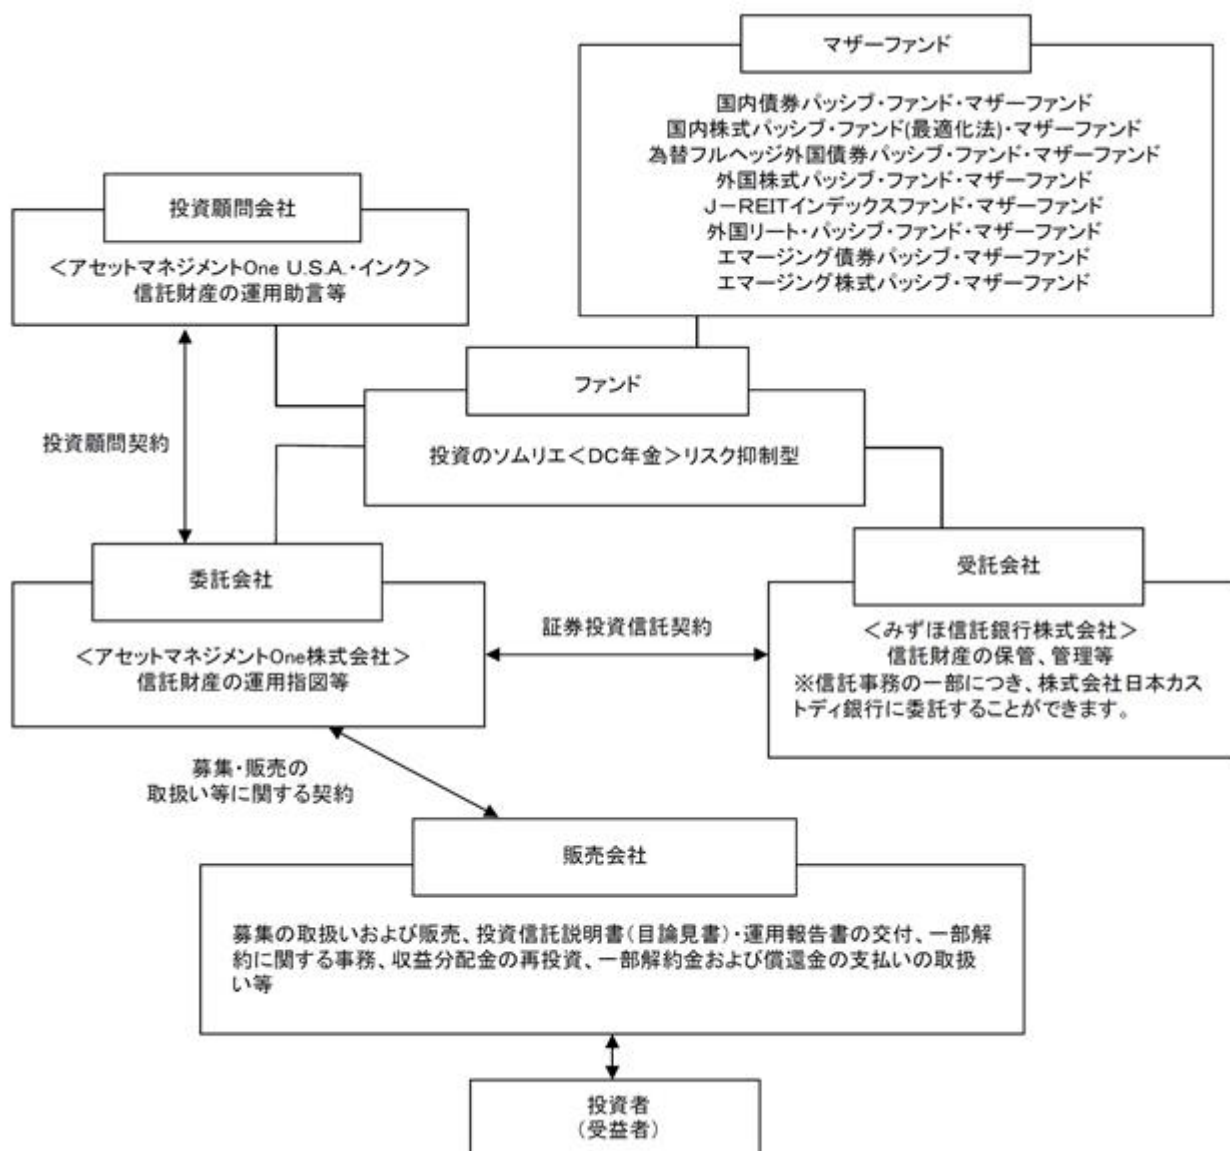 マザーファンド
国内債券パッシブ・ファンド・マザーファンド
国内株式パッシブ・ファンド(最適化法)・マザーファンド
為替フルヘッジ外国債券パッシブ・ファンド・マザーファンド
外国株式パッシブ・ファンド・マザーファンド
J－REITインデックスファンド・マザーファンド
外国リート・パッシブ・ファンド・マザーファンド
エマージング債券パッシブ・マザーファンド
エマージング株式パッシブ・マザーファンド
投資顧問会社
＜アセットマネジメントOne U.S.A.・インク＞
信託財産の運用助言等
ファンド
投資のソムリエ＜DC年金＞リスク抑制型
投資顧問契約
委託会社
＜アセットマネジメントOne株式会社＞
信託財産の運用指図等
証券投資信託契約
受託会社
＜みずほ信託銀行株式会社＞
信託財産の保管、管理等
※信託事務の一部につき、株式会社日本カス
トディ銀行に委託することができます。
募集・販売の
取扱い等に関する契約
販売会社
募集の取扱いおよび販売、投資信託説明書（目論見書）・運用報告書の交付、一部解
約に関する事務、収益分配金の再投資、一部解約金および償還金の支払いの取扱
い等
投資者
（受益者）